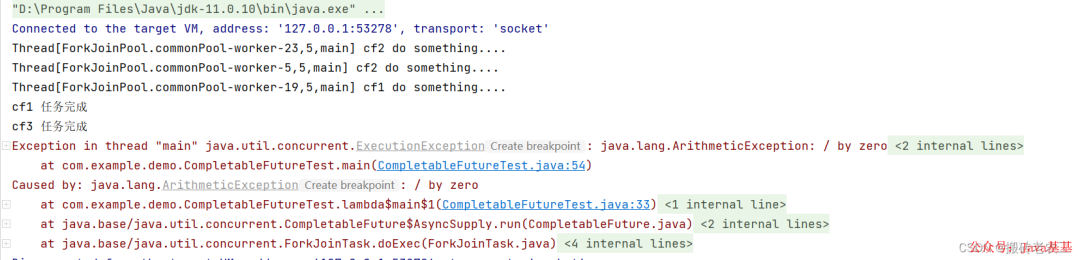 "D:\Program Files\Java\jdk-11.0.10\bin\java.exe" ...
Connected to the target VM, address: '127.0.0.1:53278', transport: 'socket'
Thread[ForkJoinPool.commonPool-worker-23,5,main] cf2 do something....
Thread[ForkJoinPool.commonPool-worker-5,5,main] cf2 do something....
Thread[ForkJoinPool.commonPool-worker-19,5,main] cf1 do something....
cf1 任务完成
cf3 任务完成
Exception in thread "main" java.util.concurrent.ExecutionException Create breakpoint : java.lang.ArithmeticException: / by zero <2 internal lines>
at com.example.demo.CompletableFutureTest.main(CompletableFutureTest.java:54)
Caused by: java.lang.ArithmeticException Create breakpoint : / by zero
at com.example.demo.CompletableFutureTest.lambda$main$1(CompletableFutureTest.java:33) <1 internal line>
at java.base/java.util.concurrent.CompletableFuture$AsyncSupply.run(CompletableFuture.java) <2 internal lines>
at java.base/java.util.concurrent.ForkJoinTask.doExec(ForkJoinTask.java) <4 internal lines>
公众号：java基基